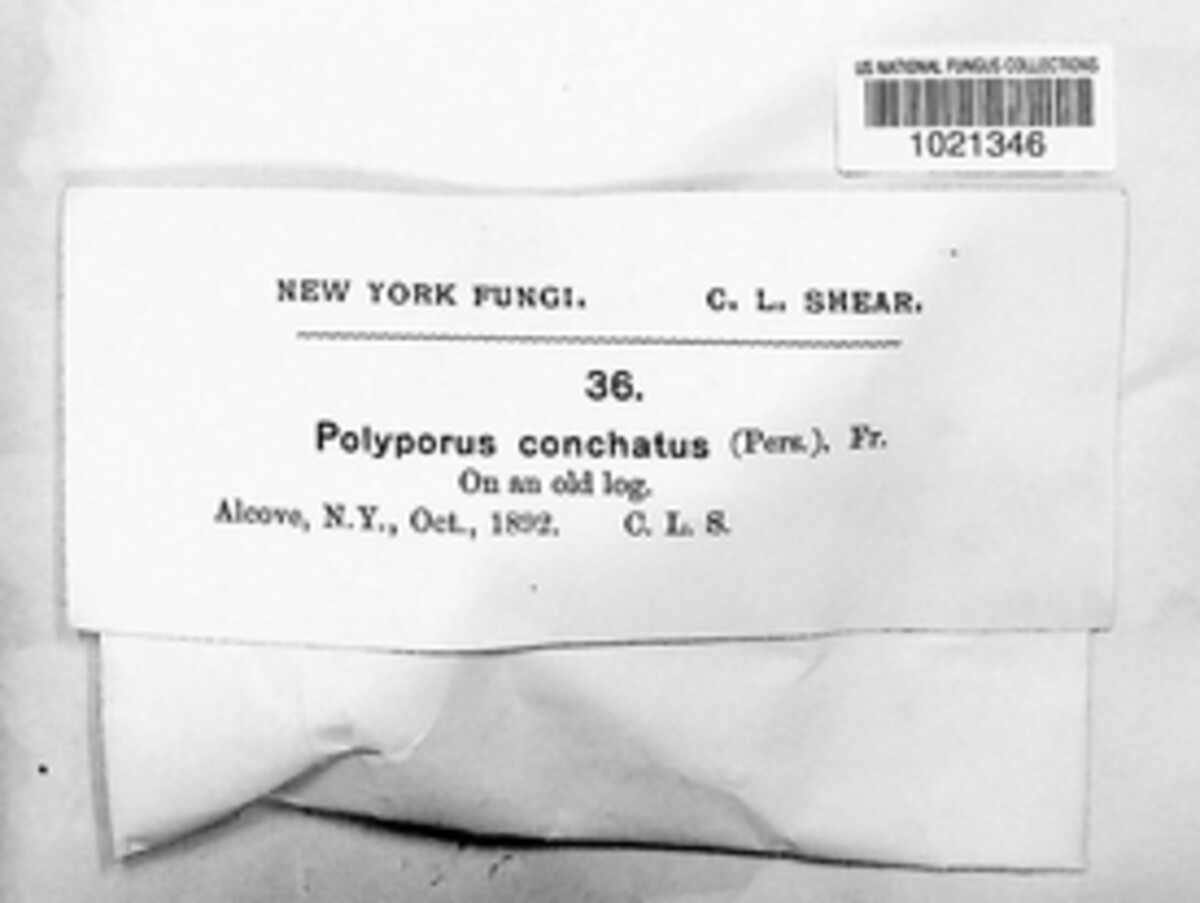 US NATIONAL FUNGUS COLLECTIONS
1021346
NEW YORK FUNGI. C. L. SHEAR.
36.
Polyporus conchatus (Pers.). Fr.
On an old log.
Alcove, N.Y., Oct., 1892. C. L. S.